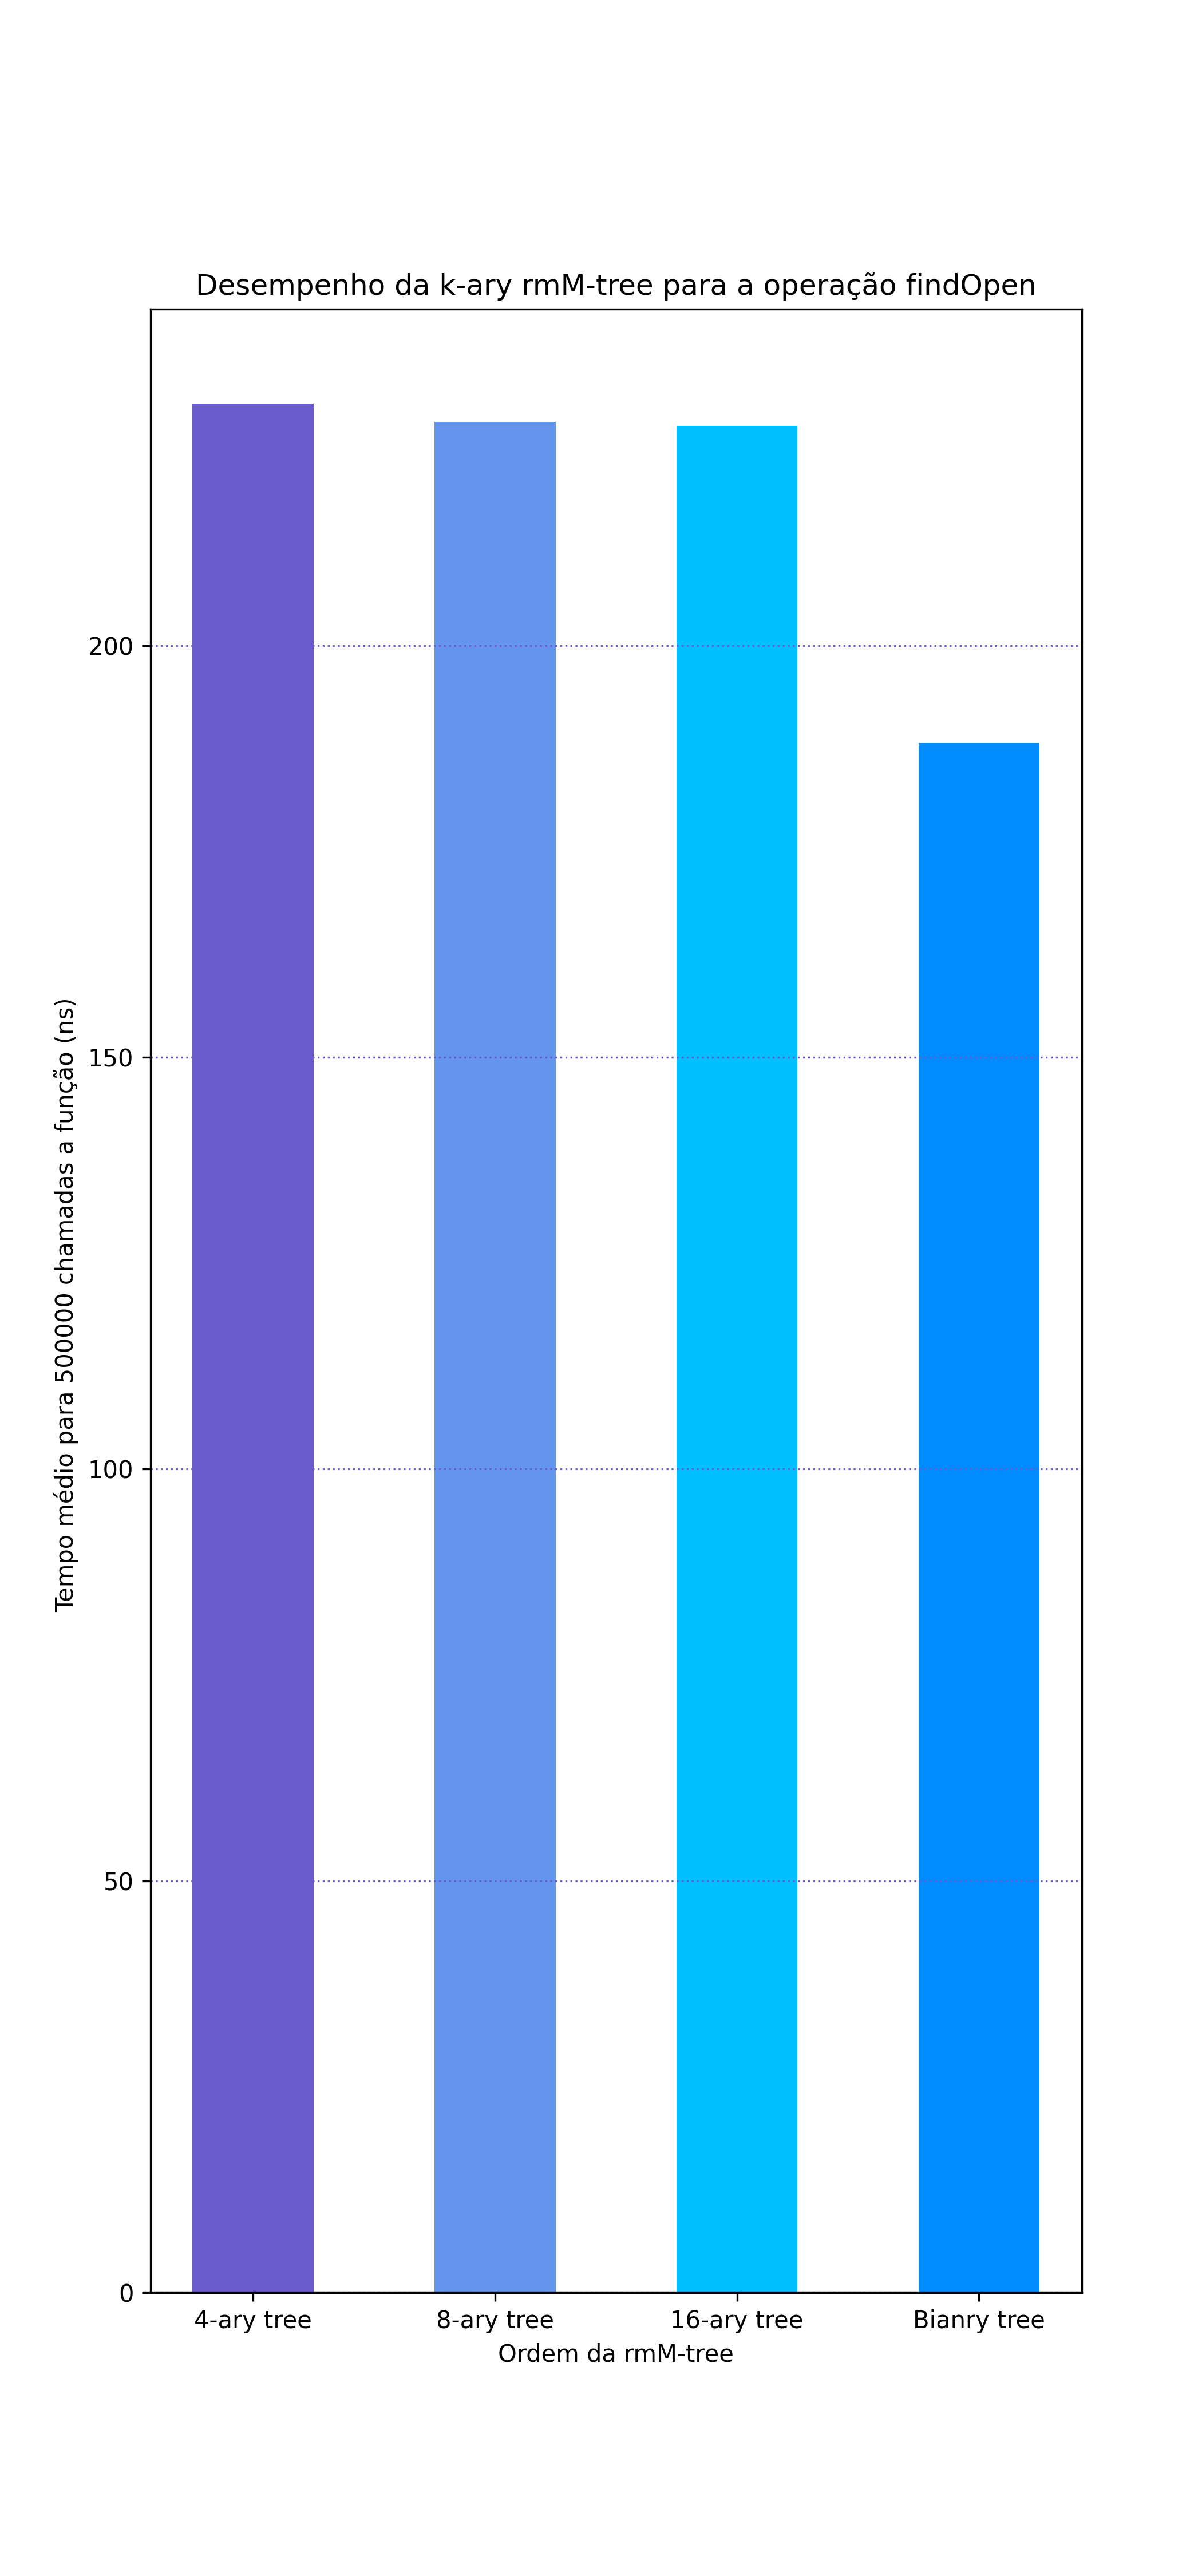 Desempenho da k-ary rmM-tree para a operação findOpen
Tempo médio para 500000 chamadas a função (ns)
200
150
100
50
0
4-ary tree
8-ary tree
16-ary tree
Bianry tree
Ordem da rmM-tree